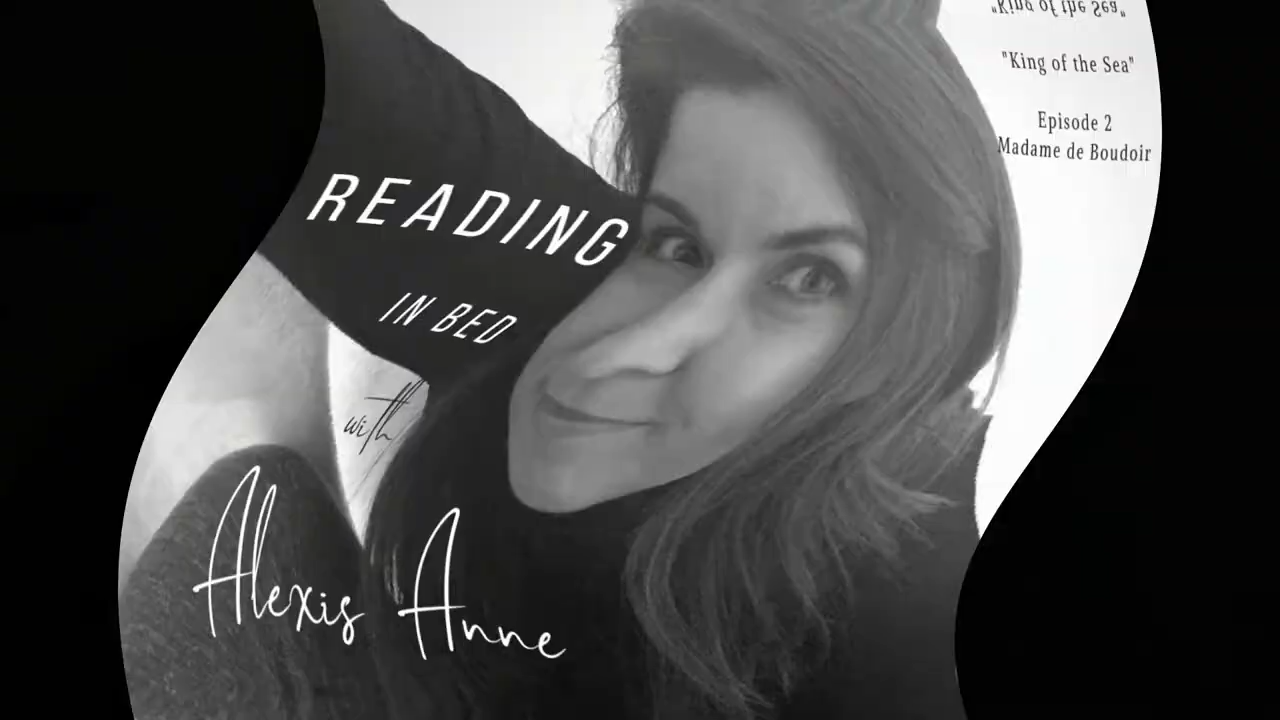 READING
IN BED
with
Alexis Anne
"King of the Sea"
"King of the Sea"
Episode 2
Madame de Boudoir